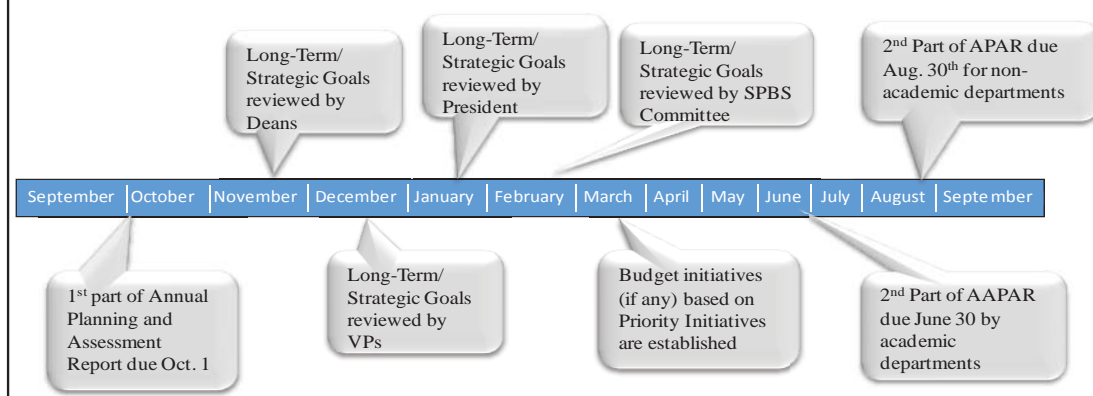 Long-Term/
Strategic Goals
reviewed by
Deans
Long-Term/
Strategic Goals
reviewed by
President
Long-Term/
Strategic Goals
reviewed by SPBS
Committee
2nd Part of APAR due
Aug. 30th for non-
academic departments
September October November December January February March April May June July August September
1st part of Annual
Planning and
Assessment
Report due Oct. 1
Long-Term/
Strategic Goals
reviewed by
VPs
Budget initiatives
(if any) based on
Priority Initiatives
are established
2nd Part of AAPAR
due June 30 by
academic
departments